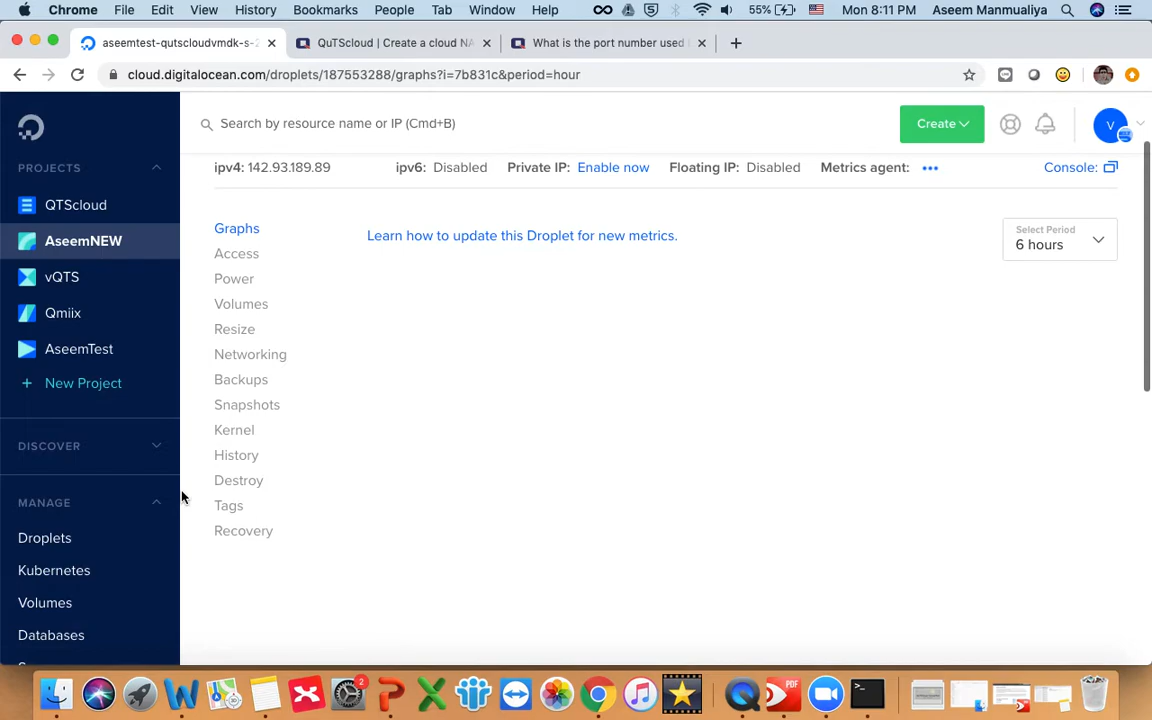 Chrome File Edit View History Bookmarks People Tab Window Help 55% Mon 8:11 PM Aseem Manmualiya
aseemtest-qutscloudvmdk-s-2 QuTScloud | Create a cloud NA What is the port number used
cloud.digitalocean.com/droplets/187553288/graphs?i=7b831c&period=hour
Search by resource name or IP (Cmd+B) Create V
PROJECTS
QTScloud
AseemNEW
vQTS
Qmiix
AseemTest
+ New Project
DISCOVER
MANAGE
Droplets
Kubernetes
Volumes
Databases
ipv4: 142.93.189.89 ipv6: Disabled Private IP: Enable now Floating IP: Disabled Metrics agent: ••• Console:
Graphs
Access
Power
Volumes
Resize
Networking
Backups
Snapshots
Kernel
History
Destroy
Tags
Recovery
Learn how to update this Droplet for new metrics.
Select Period
6 hours
2
PDF